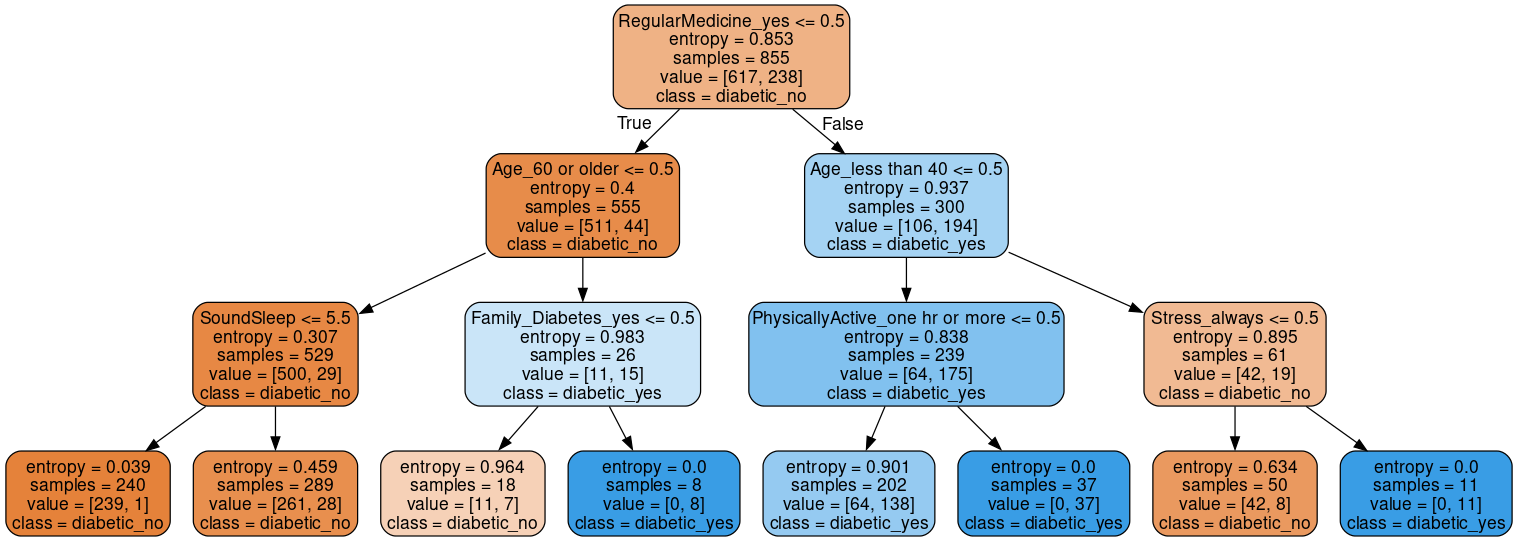 RegularMedicine_yes <= 0.5
entropy = 0.853
samples = 855
value = [617, 238]
class = diabetic_no
True
False
Age_60 or older <= 0.5
entropy = 0.4
samples = 555
value = [511, 44]
class = diabetic_no
Age_less than 40 <= 0.5
entropy = 0.937
samples = 300
value = [106, 194]
class = diabetic_yes
SoundSleep <= 5.5
entropy = 0.307
samples = 529
value = [500, 29]
class = diabetic_no
Family_Diabetes_yes <= 0.5
entropy = 0.983
samples = 26
value = [11, 15]
class = diabetic_yes
PhysicallyActive_one hr or more <= 0.5
entropy = 0.838
samples = 239
value = [64, 175]
class = diabetic_yes
Stress_always <= 0.5
entropy = 0.895
samples = 61
value = [42, 19]
class = diabetic_no
entropy = 0.039
samples = 240
value = [239, 1]
class = diabetic_no
entropy = 0.459
samples = 289
value = [261, 28]
class = diabetic_no
entropy = 0.964
samples = 18
value = [11, 7]
class = diabetic_no
entropy = 0.0
samples = 8
value = [0, 8]
class = diabetic_yes
entropy = 0.901
samples = 202
value = [64, 138]
class = diabetic_yes
entropy = 0.0
samples = 37
value = [0, 37]
class = diabetic_yes
entropy = 0.634
samples = 50
value = [42, 8]
class = diabetic_no
entropy = 0.0
samples = 11
value = [0, 11]
class = diabetic_yes